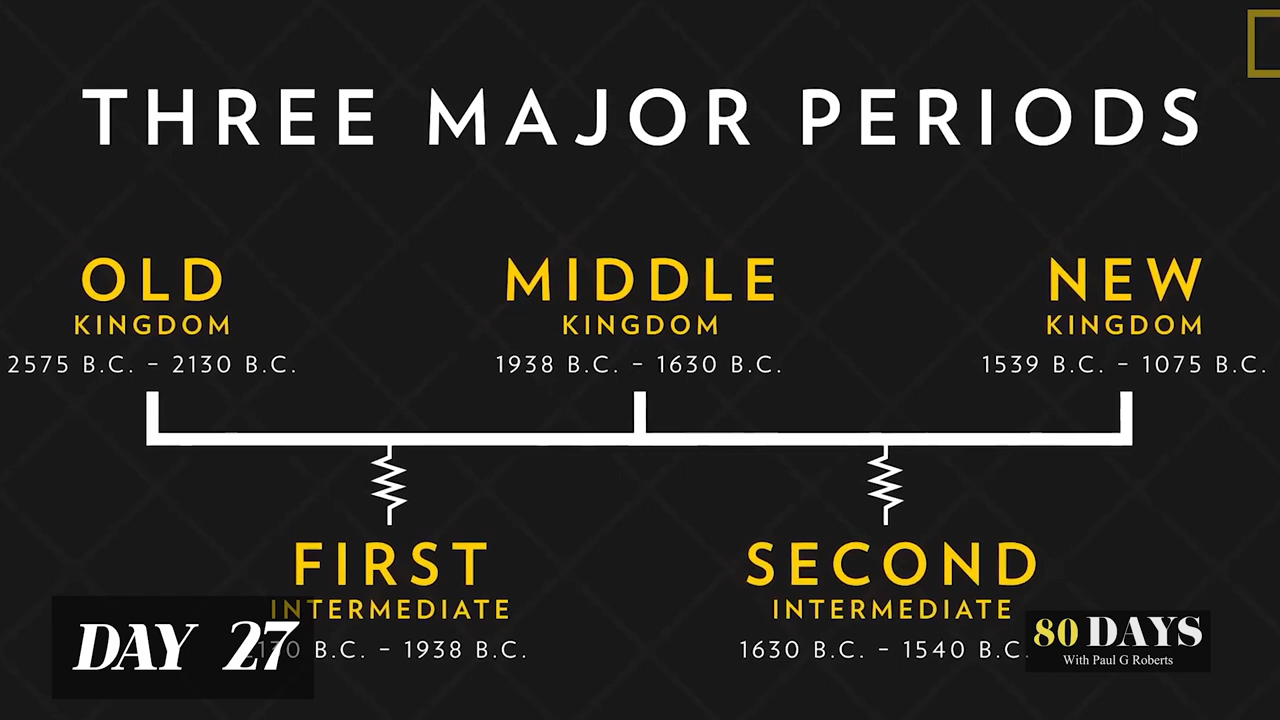 THREE MAJOR PERIODS
OLD
KINGDOM
2575 B.C. – 2130 B.C.
MIDDLE
KINGDOM
1938 B.C. – 1630 B.C.
NEW
KINGDOM
1539 B.C. – 1075 B.C.
FIRST
INTERMEDIATE
B.C. – 1938 B.C.
SECOND
INTERMEDIATE
1630 B.C. – 1540 B.C.
DAY 27
80 DAYS
With Paul G Roberts